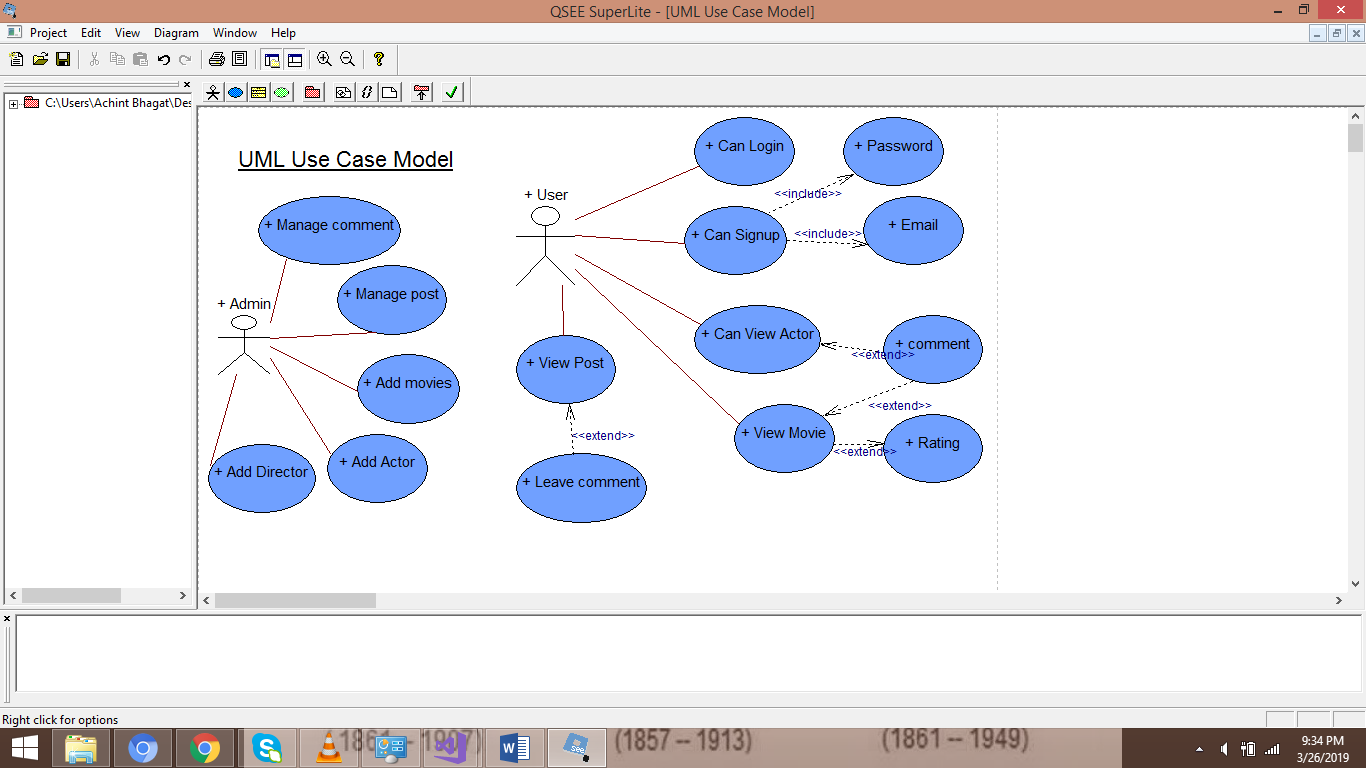 QSEE SuperLite - [UML Use Case Model]
Project Edit View Diagram Window Help
C:\Users\Achint Bhagat\Des
UML Use Case Model
+ Manage comment
+ Manage post
+ Admin
+ Add movies
+ Add Actor
+ Add Director
+ User
+ Can Login
+ Password
<<include>>
+ Can Signup
<<include>>
+ Email
+ Can View Actor
<<extend>>
+ comment
+ View Post
<<extend>>
+ View Movie
<<extend>>
+ Rating
<<extend>>
+ Leave comment
Right click for options
(1857 -- 1913)
(1861 -- 1949)
see
9:34 PM
3/26/2019